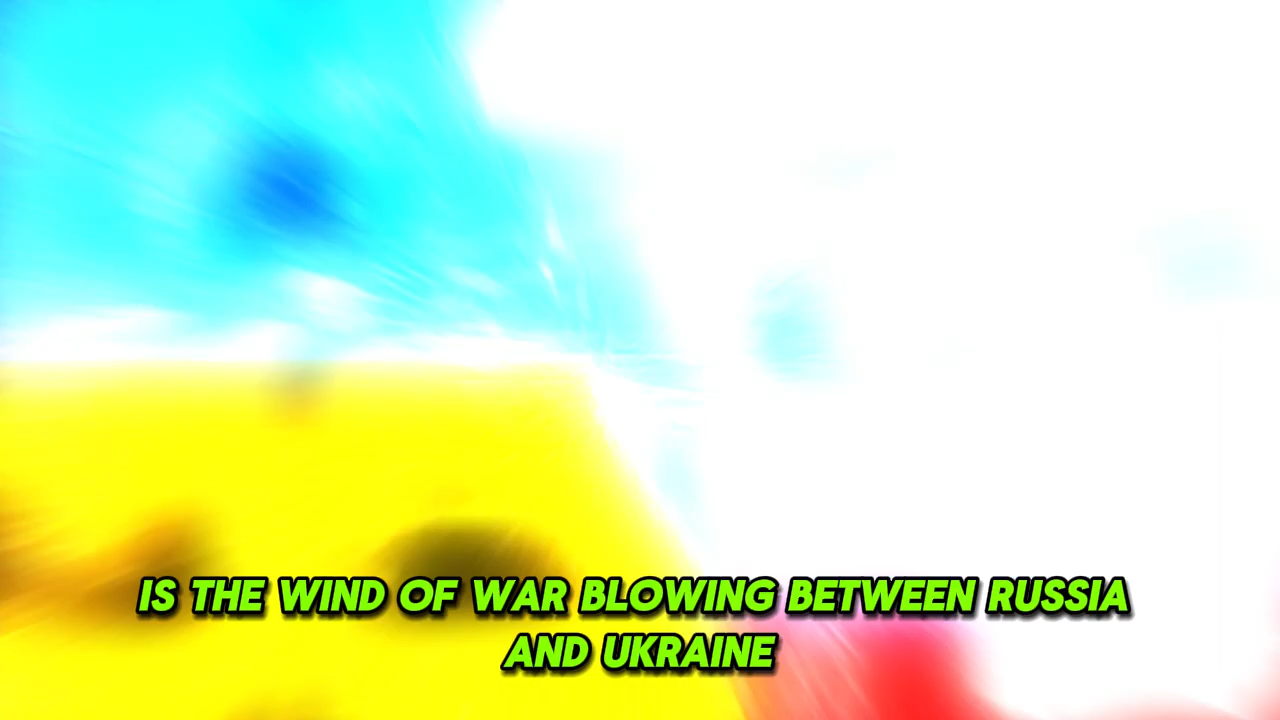 IS THE WIND OF WAR BLOWING BETWEEN RUSSIA
AND UKRAINE